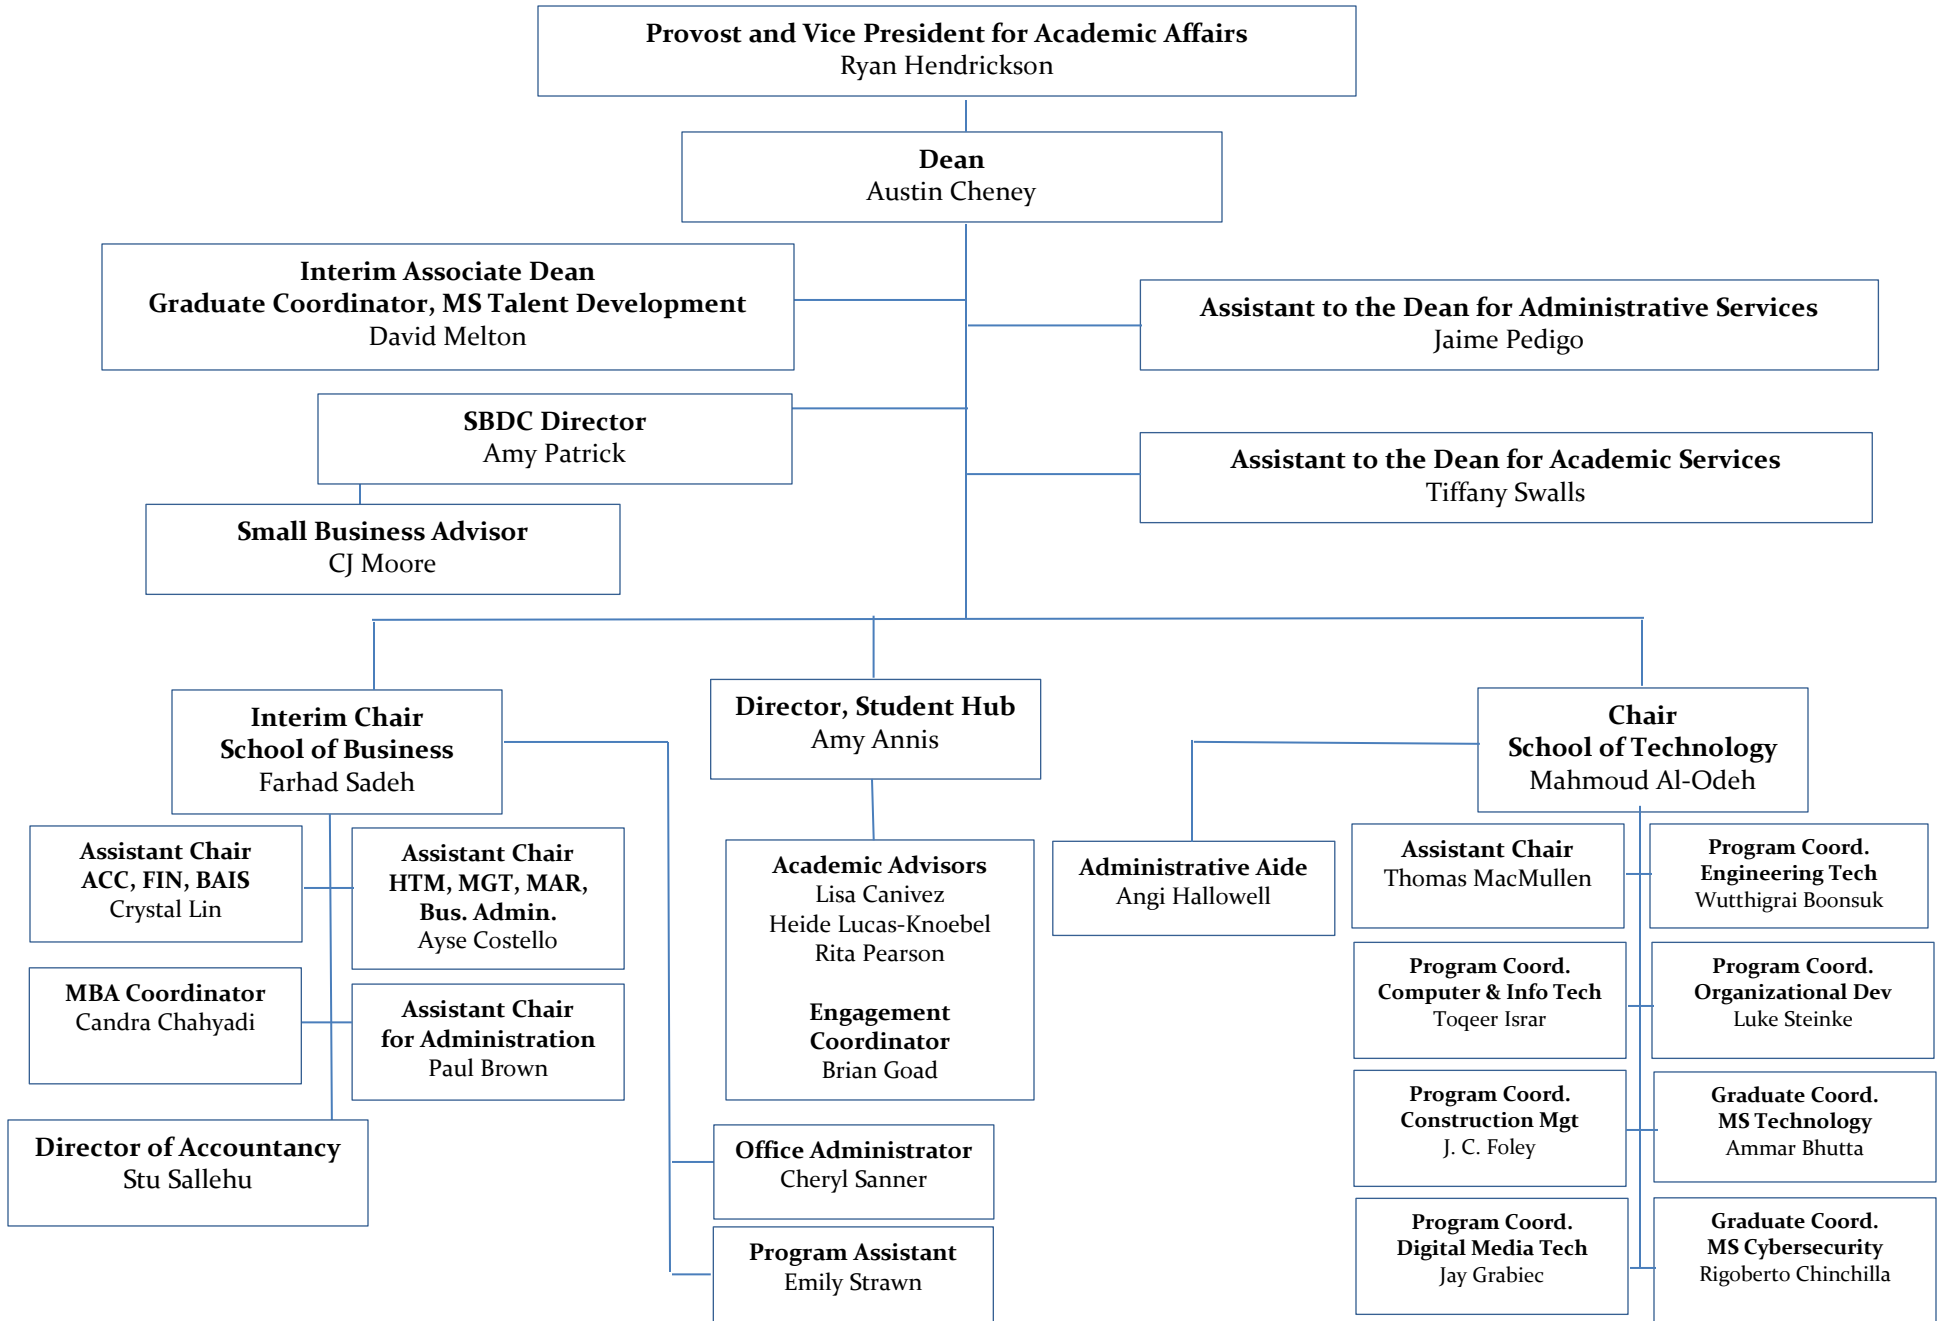 Provost and Vice President for Academic Affairs
Ryan Hendrickson
Dean
Austin Cheney
Interim Associate Dean
Graduate Coordinator, MS Talent Development
David Melton
Assistant to the Dean for Administrative Services
Jaime Pedigo
SBDC Director
Amy Patrick
Assistant to the Dean for Academic Services
Tiffany Swalls
Small Business Advisor
CJ Moore
Interim Chair
School of Business
Farhad Sadeh
Director, Student Hub
Amy Annis
Chair
School of Technology
Mahmoud Al-Odeh
Assistant Chair
ACC, FIN, BAIS
Crystal Lin
Assistant Chair
HTM, MGT, MAR,
Bus. Admin.
Ayse Costello
MBA Coordinator
Candra Chahyadi
Assistant Chair
for Administration
Paul Brown
Director of Accountancy
Stu Sallehu
Academic Advisors
Lisa Canivez
Heide Lucas-Knoebel
Rita Pearson
Engagement
Coordinator
Brian Goad
Office Administrator
Cheryl Sanner
Program Assistant
Emily Strawn
Administrative Aide
Angi Hallowell
Assistant Chair
Thomas MacMullen
Program Coord.
Engineering Tech
Wutthigrai Boonsuk
Program Coord.
Computer & Info Tech
Toqeer Israr
Program Coord.
Organizational Dev
Luke Steinke
Program Coord.
Construction Mgt
J. C. Foley
Graduate Coord.
MS Technology
Ammar Bhutta
Program Coord.
Digital Media Tech
Jay Grabiec
Graduate Coord.
MS Cybersecurity
Rigoberto Chinchilla